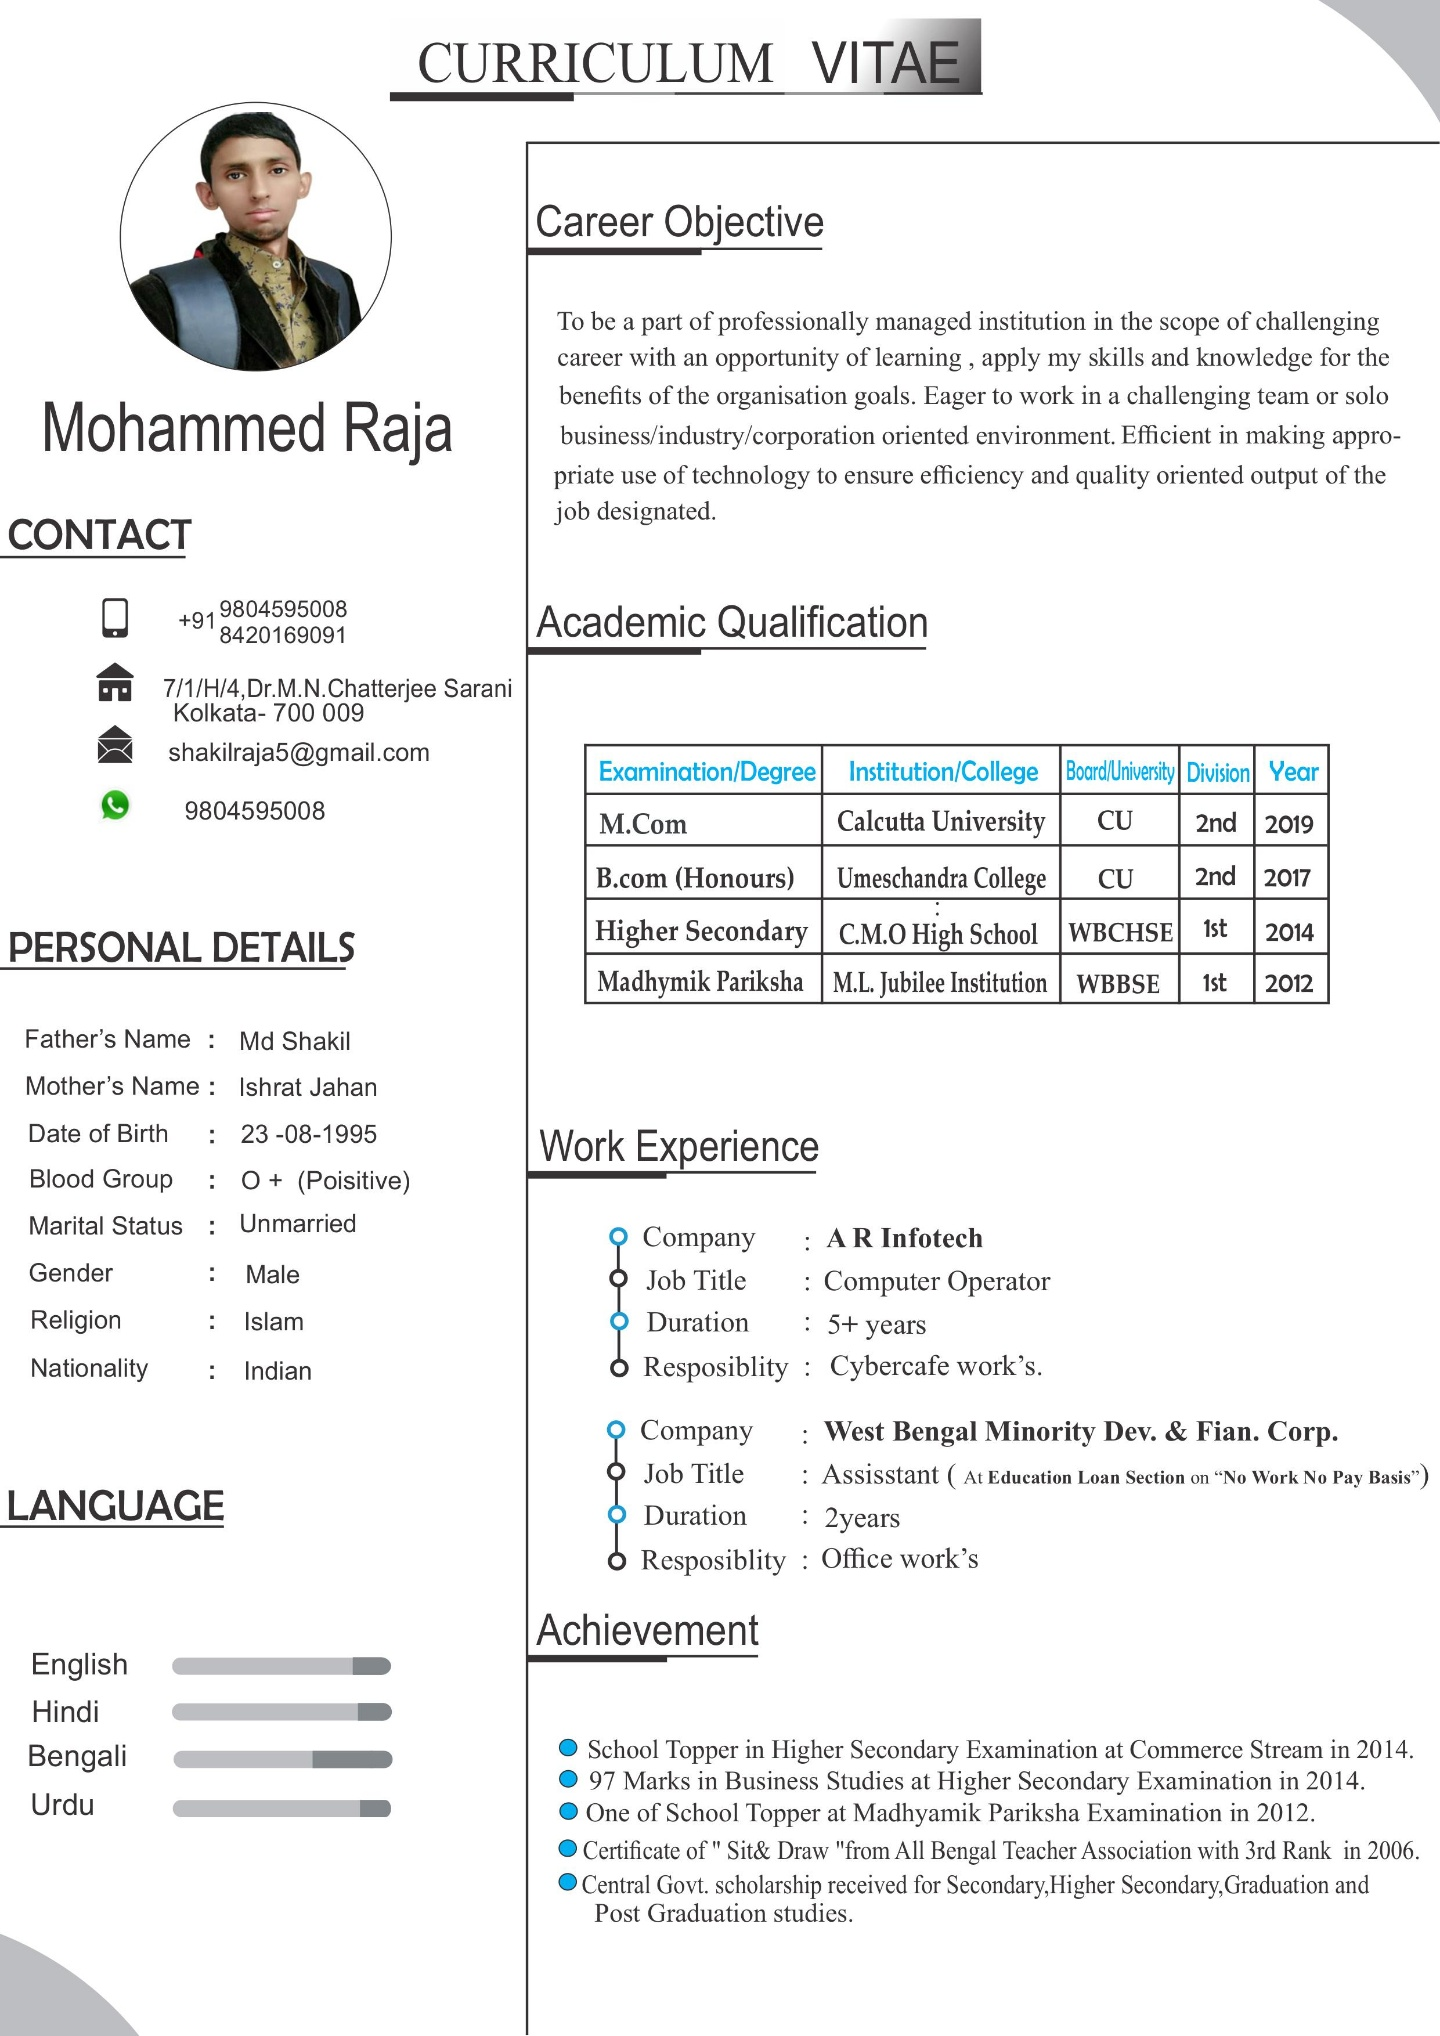 CURRICULUM VITAE
Mohammed Raja
CONTACT
+91 9804595008
8420169091
7/1/H/4,Dr.M.N.Chatterjee Sarani
Kolkata- 700 009
shakilraja5@gmail.com
9804595008
PERSONAL DETAILS
Father’s Name : Md Shakil
Mother’s Name : Ishrat Jahan
Date of Birth : 23 -08-1995
Blood Group : O + (Poisitive)
Marital Status : Unmarried
Gender : Male
Religion : Islam
Nationality : Indian
LANGUAGE
English
Hindi
Bengali
Urdu
Career Objective
To be a part of professionally managed institution in the scope of challenging
career with an opportunity of learning , apply my skills and knowledge for the
benefits of the organisation goals. Eager to work in a challenging team or solo
business/industry/corporation oriented environment. Efficient in making appro-
priate use of technology to ensure efficiency and quality oriented output of the
job designated.
Academic Qualification
Examination/Degree Institution/College Board/University Division Year
M.Com Calcutta University CU 2nd 2019
B.com (Honours) Umeschandra College CU 2nd 2017
:
Higher Secondary C.M.O High School WBCHSE 1st 2014
Madhymik Pariksha M.L. Jubilee Institution WBBSE 1st 2012
Work Experience
Company : A R Infotech
Job Title : Computer Operator
Duration : 5+ years
Resposiblity : Cybercafe work’s.
Company : West Bengal Minority Dev. & Fian. Corp.
Job Title : Assisstant ( At Education Loan Section on “No Work No Pay Basis”)
Duration : 2years
Resposiblity : Office work’s
Achievement
School Topper in Higher Secondary Examination at Commerce Stream in 2014.
97 Marks in Business Studies at Higher Secondary Examination in 2014.
One of School Topper at Madhyamik Pariksha Examination in 2012.
Certificate of " Sit& Draw "from All Bengal Teacher Association with 3rd Rank in 2006.
Central Govt. scholarship received for Secondary,Higher Secondary,Graduation and
Post Graduation studies.